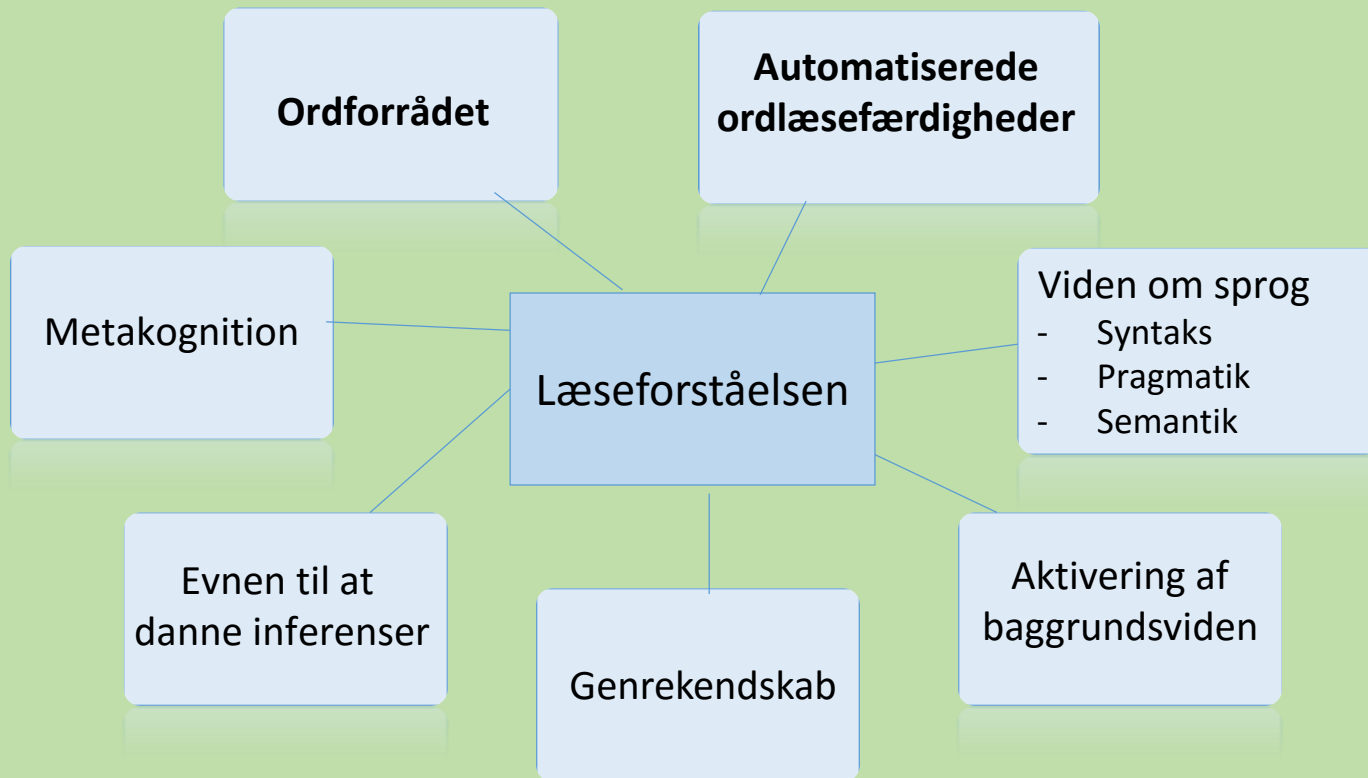 Ordforrådet
Automatiserede
ordlæsefærdigheder
Metakognition
Læseforståelsen
Viden om sprog
- Syntaks
- Pragmatik
- Semantik
Evnen til at
danne inferenser
Genrekendskab
Aktivering af
baggrundsviden